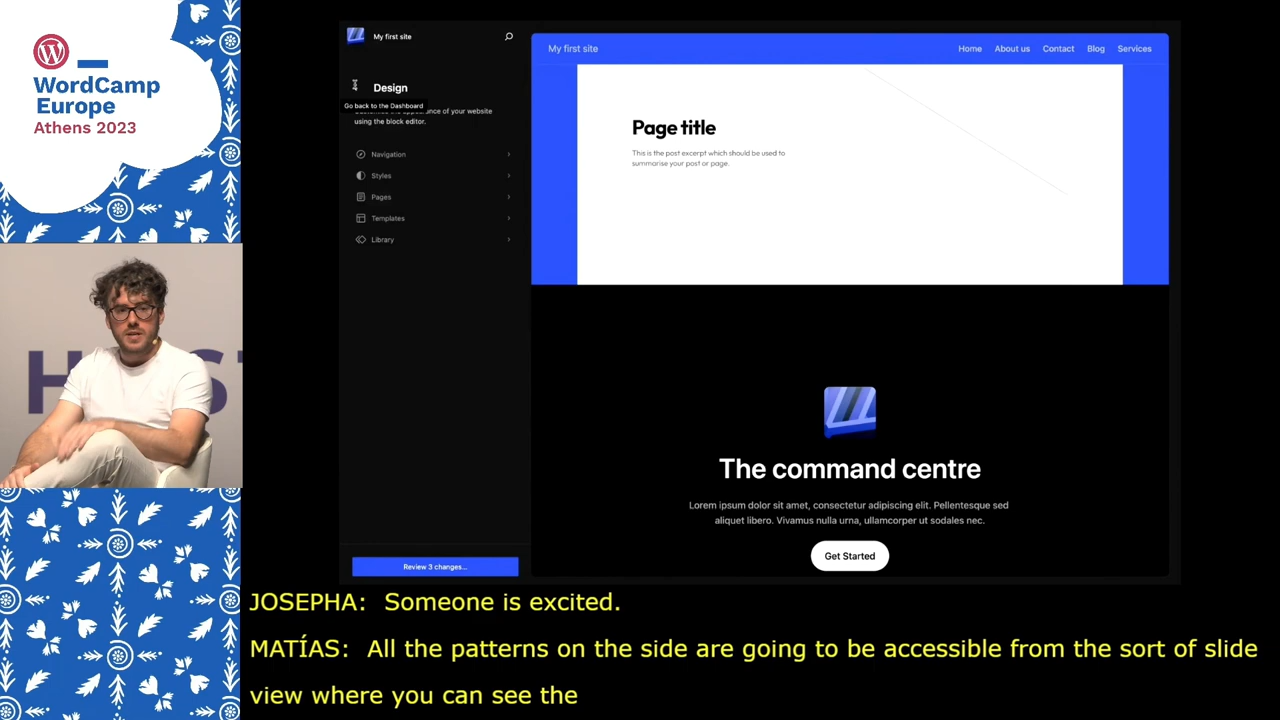 WordCamp
Europe
Athens 2023
My first site
Design
Go back to the Dashboard
appearance of your website
using the block editor.
Navigation
Styles
Pages
Templates
Library
Review 3 changes...
My first site
Home About us Contact Blog Services
Page title
This is the post excerpt which should be used to
summarise your post or page.
The command centre
Lorem ipsum dolor sit amet, consectetur adipiscing elit. Pellentesque sed
aliquet libero. Vivamus nulla urna, ullamcorper ut sodales nec.
Get Started
JOSEPHA: Someone is excited.
MATÍAS: All the patterns on the side are going to be accessible from the sort of slide
view where you can see the